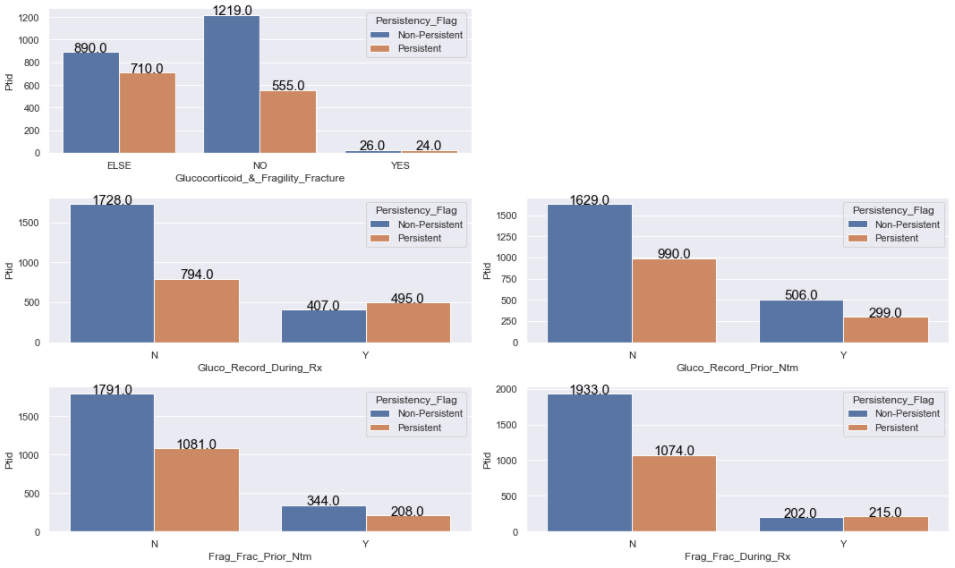 1219.0
1200
1000
800
600
400
200
0
Ptid
890.0
710.0
555.0
26.0
24.0
Persistency_Flag
Non-Persistent
Persistent
ELSE NO YES
Glucocorticoid_&_Fragility_Fracture
1728.0
1500
1000
500
0
Ptid
794.0
407.0
495.0
Persistency_Flag
Non-Persistent
Persistent
N Y
Gluco_Record_During_Rx
1629.0
1500
1250
1000
750
500
250
0
Ptid
990.0
506.0
299.0
Persistency_Flag
Non-Persistent
Persistent
N Y
Gluco_Record_Prior_Ntm
1791.0
1500
1000
500
0
Ptid
1081.0
344.0
208.0
Persistency_Flag
Non-Persistent
Persistent
N Y
Frag_Frac_Prior_Ntm
1933.0
2000
1500
1000
500
0
Ptid
1074.0
202.0
215.0
Persistency_Flag
Non-Persistent
Persistent
N Y
Frag_Frac_During_Rx